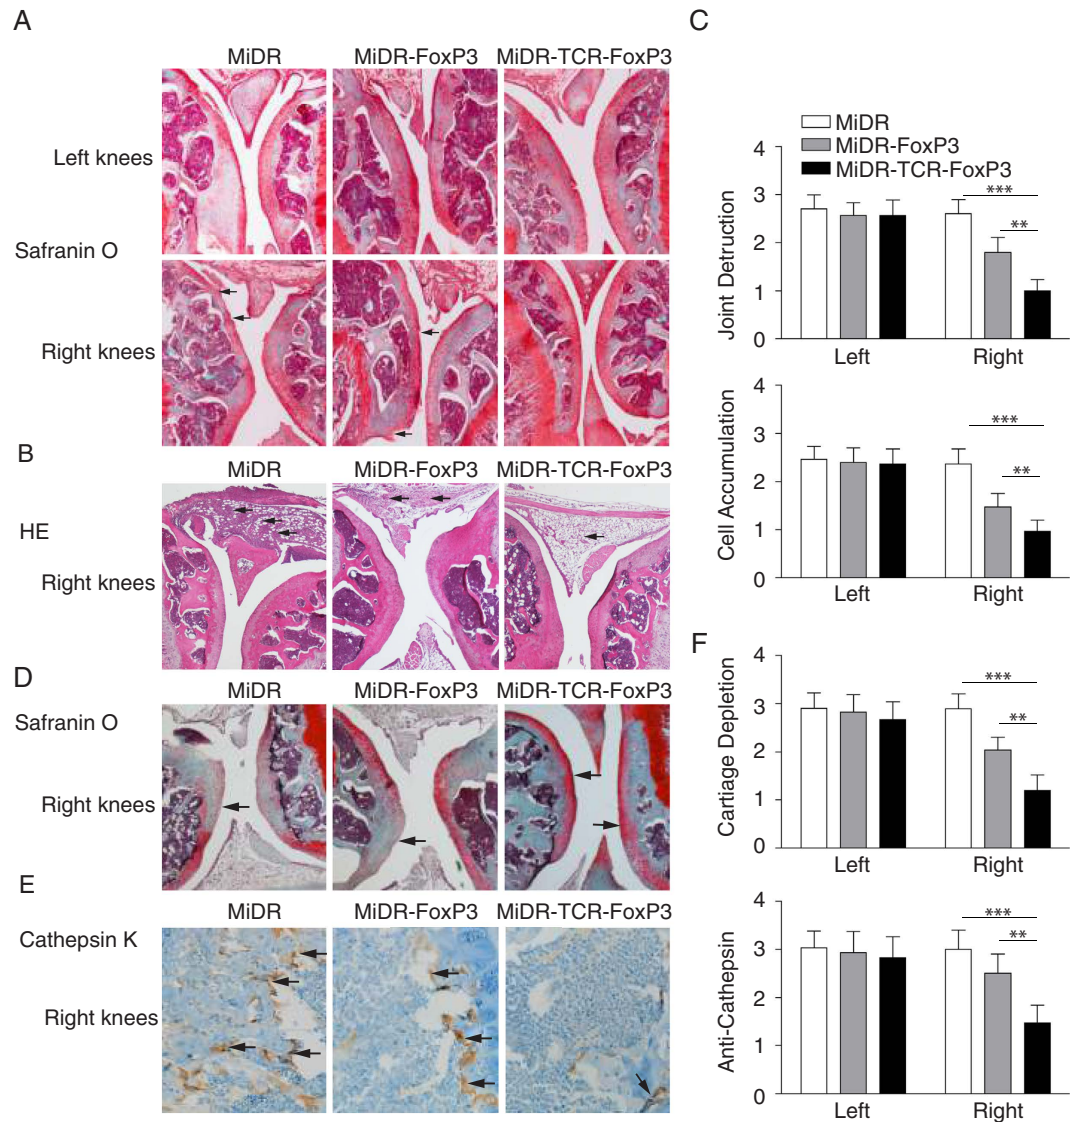 A
MiDR
MiDR-FoxP3
MiDR-TCR-FoxP3
Left knees
Safranin O
Right knees
B
MiDR
MiDR-FoxP3
MiDR-TCR-FoxP3
HE
Right knees
D
MiDR
MiDR-FoxP3
MiDR-TCR-FoxP3
Safranin O
Right knees
E
MiDR
MiDR-FoxP3
MiDR-TCR-FoxP3
Cathepsin K
Right knees
C
MiDR
MiDR-FoxP3
MiDR-TCR-FoxP3
Joint Detruction
4
3
2
1
0
***
**
Left
Right
Cell Accumulation
4
3
2
1
0
***
**
Left
Right
F
Cartiage Depletion
4
3
2
1
0
***
**
Left
Right
Anti-Cathepsin
4
3
2
1
0
***
**
Left
Right